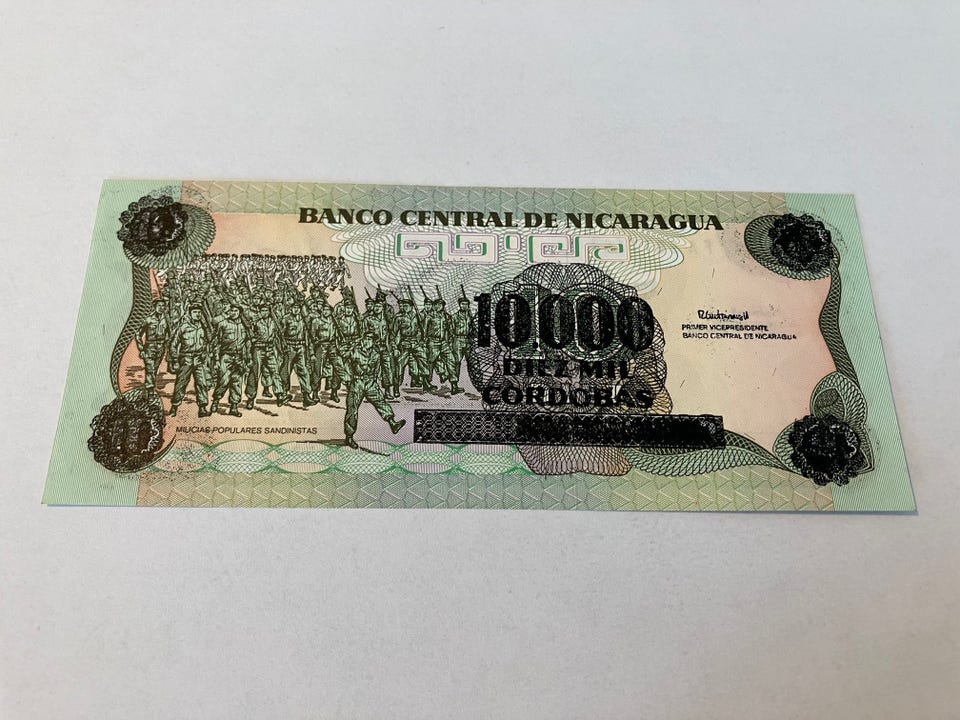 BANCO CENTRAL DE NICARAGUA
10.000
DIEZ MIL
CORDOBAS
PRIMER VICEPRESIDENTE
BANCO CENTRAL DE NICARAGUA
MILICIAS POPULARES SANDINISTAS